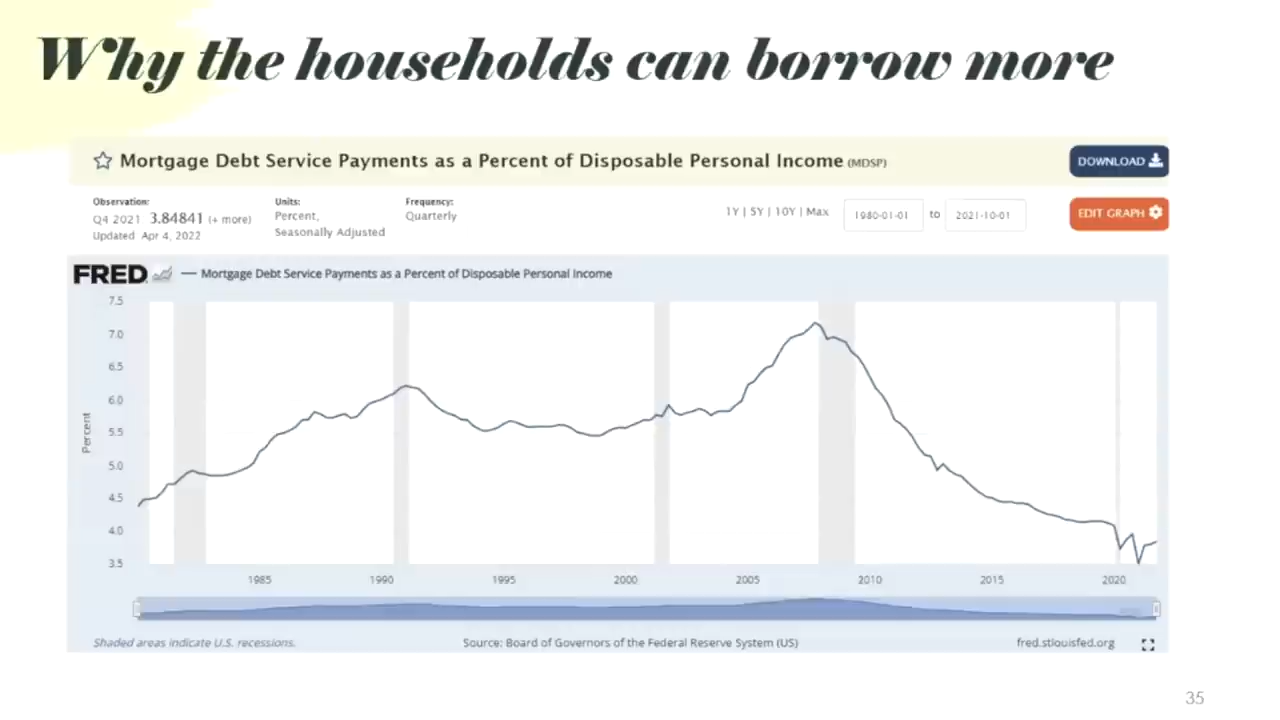 Why the households can borrow more
Mortgage Debt Service Payments as a Percent of Disposable Personal Income (MDSP)
DOWNLOAD
Observation:
Q4 2021 3.84841 (+ more)
Updated Apr 4, 2022
Units:
Percent,
Seasonally Adjusted
Frequency:
Quarterly
1Y | 5Y | 10Y | Max
1980-01-01 to 2021-10-01
EDIT GRAPH
FRED — Mortgage Debt Service Payments as a Percent of Disposable Personal Income
7.5
7.0
6.5
6.0
5.5
5.0
4.5
4.0
3.5
Percent
1985 1990 1995 2000 2005 2010 2015 2020
Shaded areas indicate U.S. recessions. Source: Board of Governors of the Federal Reserve System (US) fred.stlouisfed.org
35